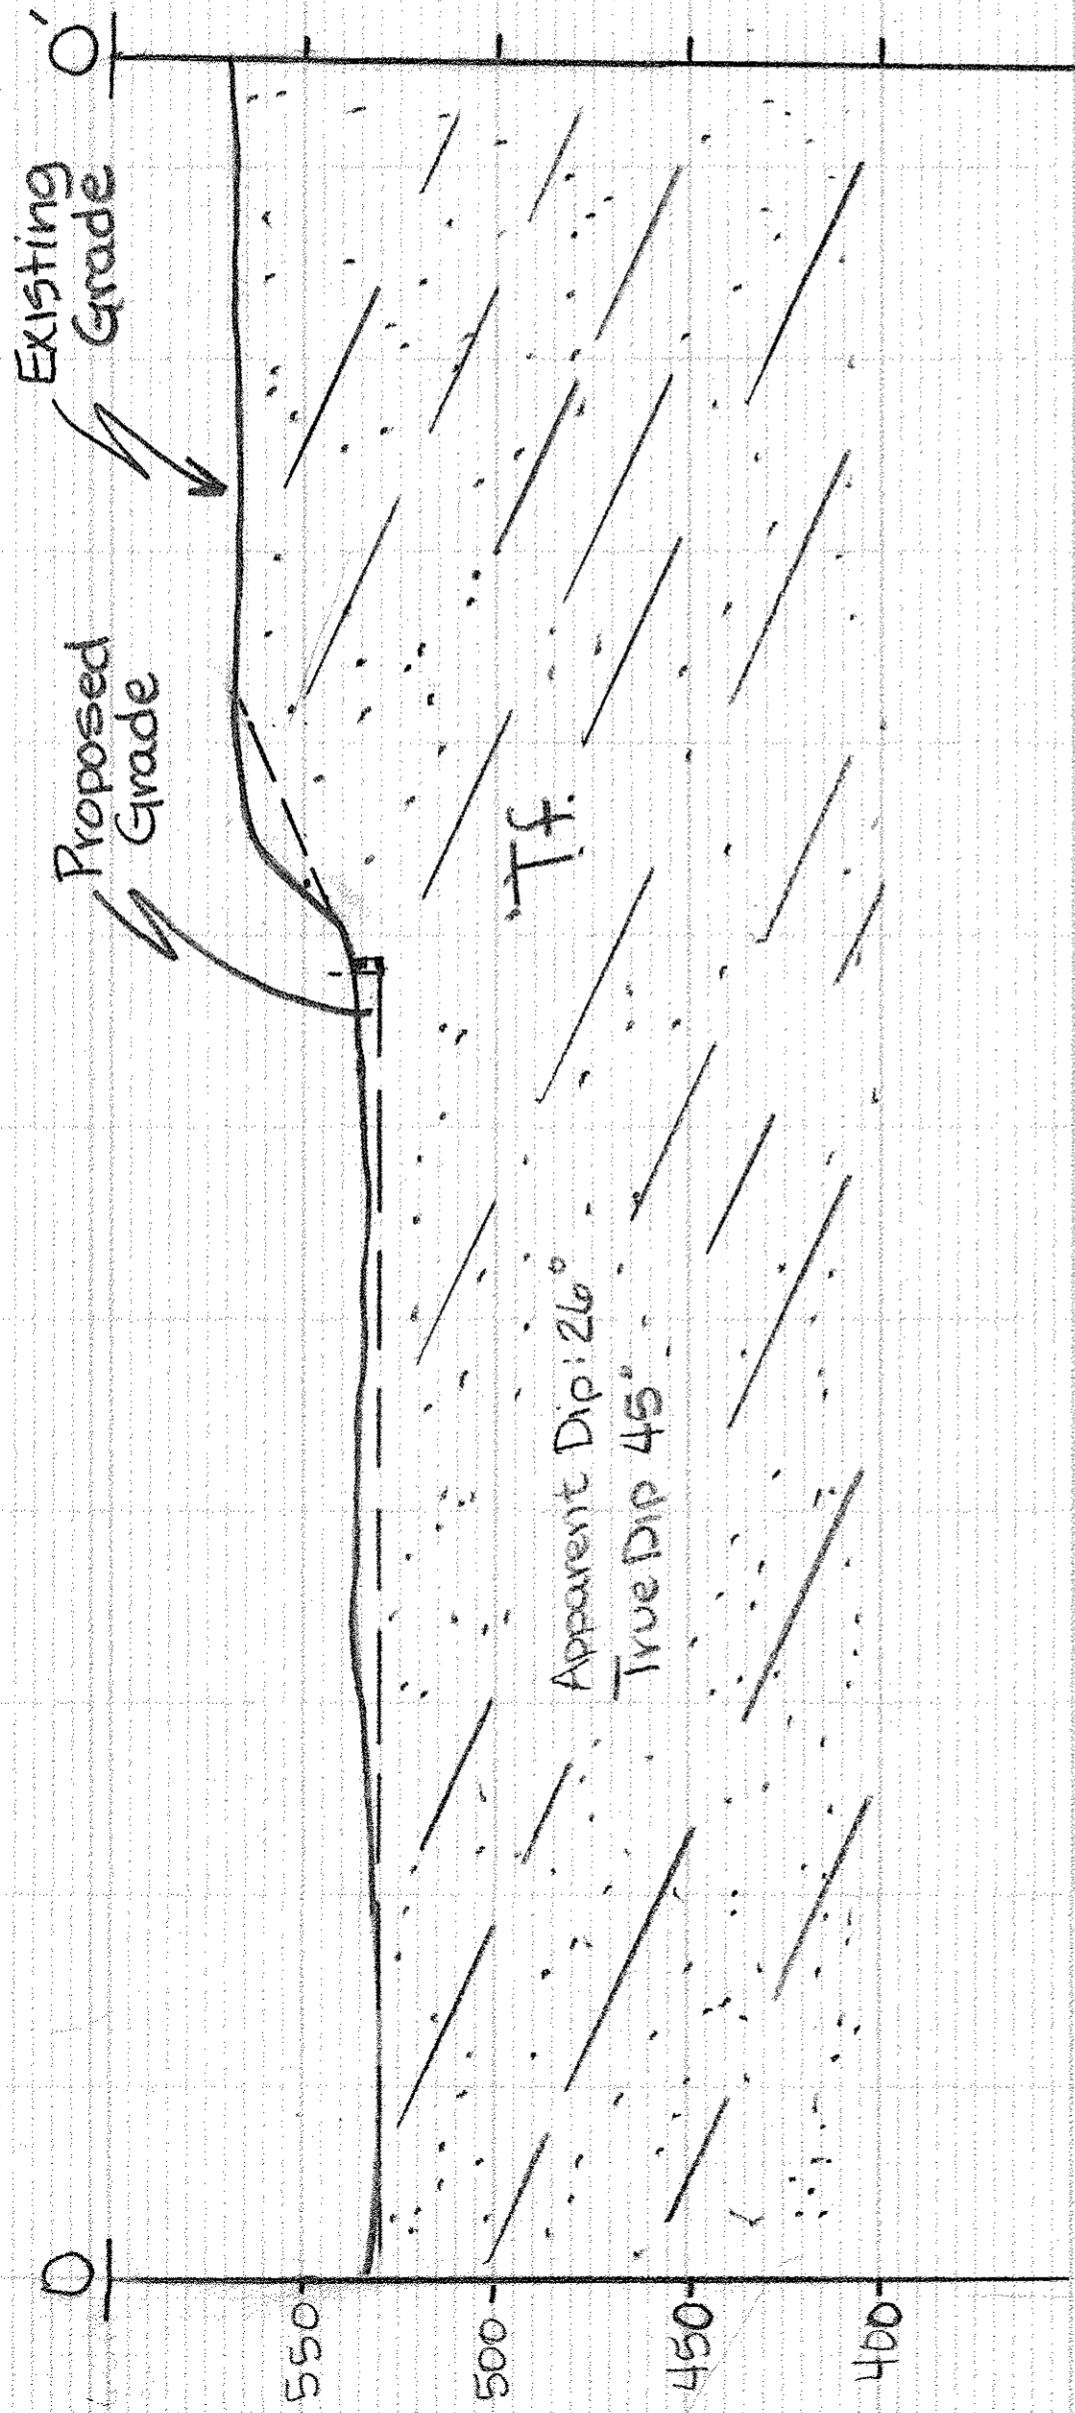 O
O'
Existing
Grade
Proposed
Grade
550
500
450
400
Tf
Apparent Dip: 26°
True Dip 45°